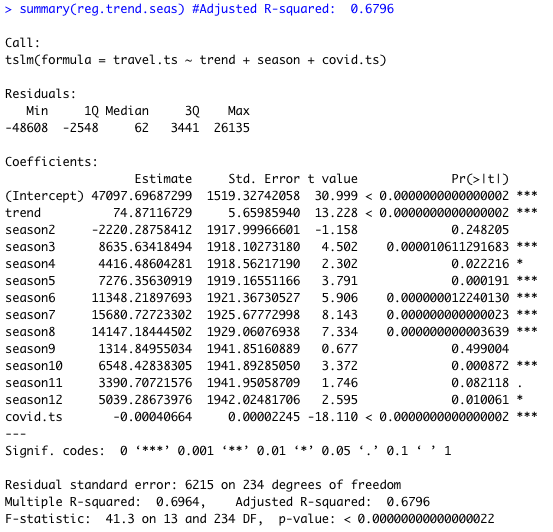 > summary(reg.trend.seas) #Adjusted R-squared:  0.6796

Call:
tslm(formula = travel.ts ~ trend + season + covid.ts)

Residuals:
   Min     1Q Median     3Q    Max
-48608  -2548     62   3441  26135

Coefficients:
                Estimate   Std. Error t value             Pr(>|t|)
(Intercept) 47097.69687299 1519.32742058  30.999 < 0.0000000000000002 ***
trend          74.87116729    5.65985940  13.228 < 0.0000000000000002 ***
season2     -2220.28758412 1917.99966601  -1.158             0.248205
season3      8635.63418494 1918.10273180   4.502    0.000010611291683 ***
season4      4416.48604281 1918.56217190   2.302             0.022216 *
season5      7276.35630919 1919.16551166   3.791             0.000191 ***
season6     11348.21897693 1921.36730527   5.906    0.000000012240130 ***
season7     15680.72723302 1925.67772998   8.143    0.000000000000023 ***
season8     14147.18444502 1929.06076938   7.334    0.000000000003639 ***
season9      1314.84955034 1941.85160889   0.677             0.499004
season10     6548.42838305 1941.89285050   3.372             0.000872 ***
season11     3390.70721576 1941.95058709   1.746             0.082118 .
season12     5039.28673976 1942.02481706   2.595             0.010061 *
covid.ts       -0.00040664    0.00002245 -18.110 < 0.0000000000000002 ***
---
Signif. codes:  0 ‘***’ 0.001 ‘**’ 0.01 ‘*’ 0.05 ‘.’ 0.1 ‘ ’ 1

Residual standard error: 6215 on 234 degrees of freedom
Multiple R-squared:  0.6964,    Adjusted R-squared:  0.6796
F-statistic:  41.3 on 13 and 234 DF,  p-value: < 0.00000000000000022